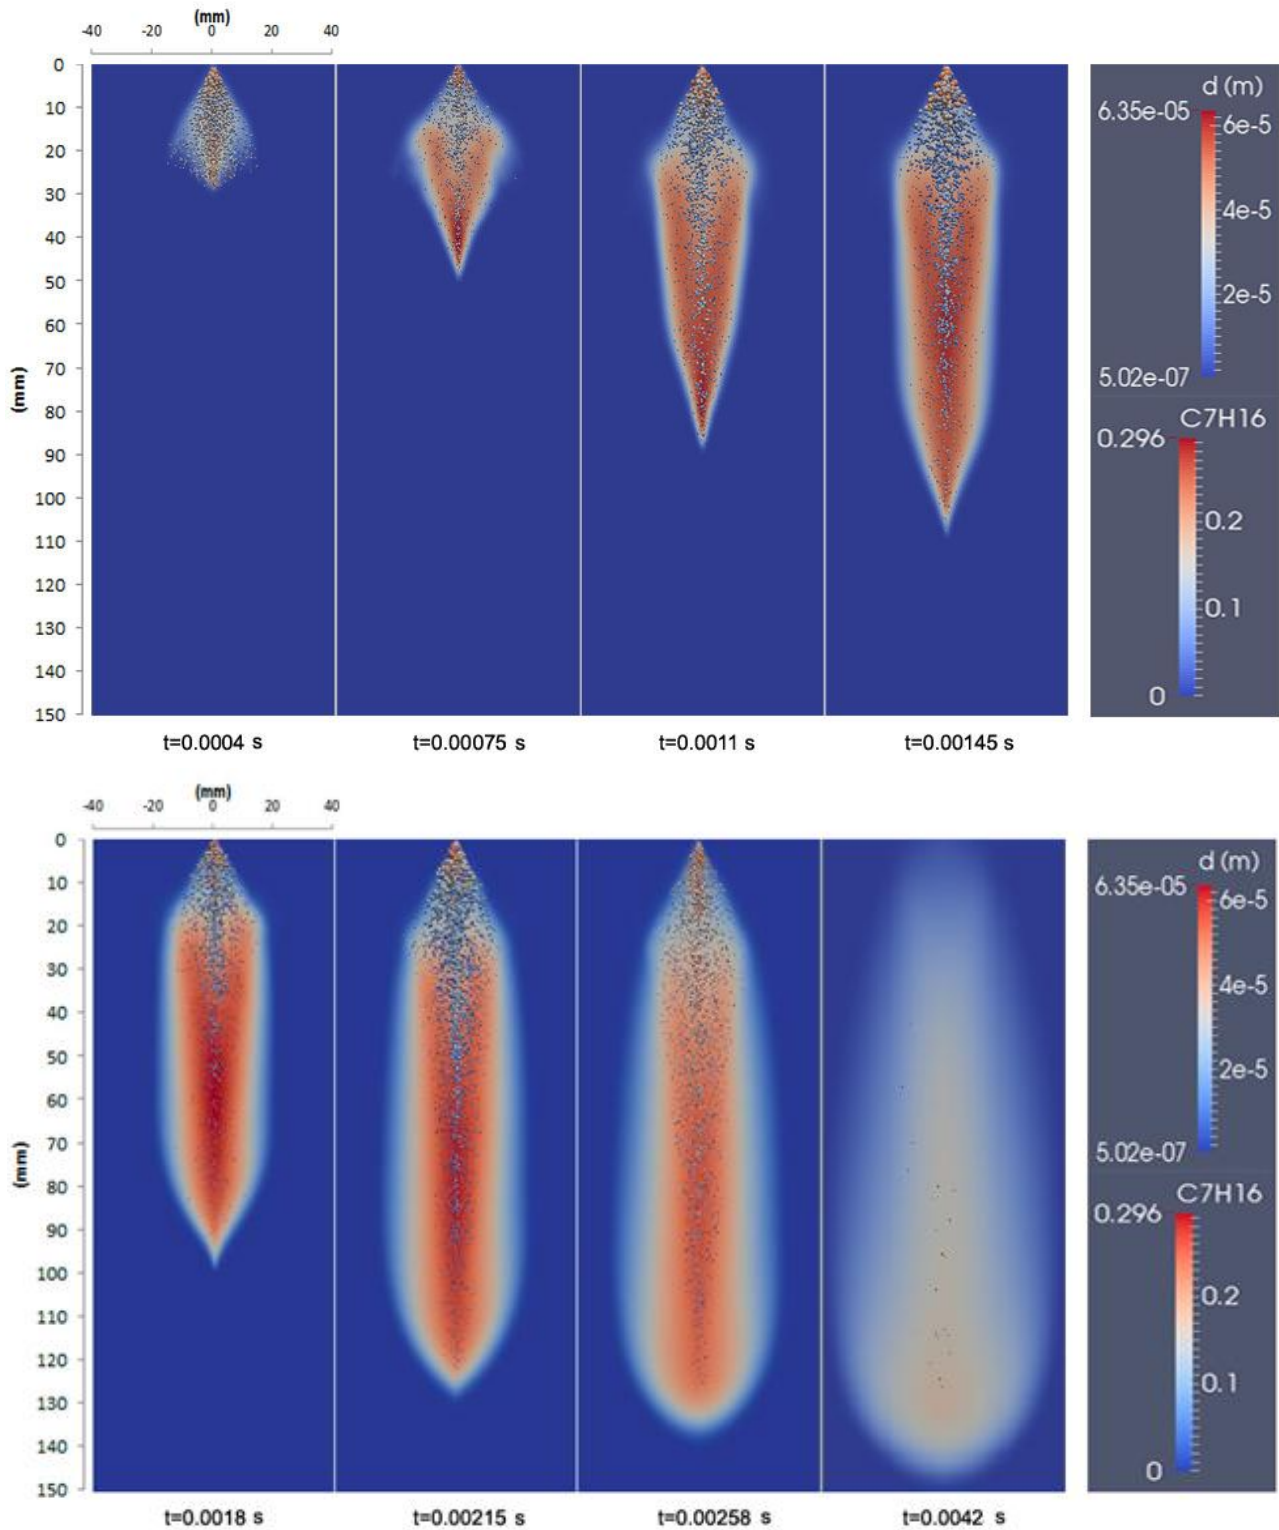 (mm)
-40 -20 0 20 40
0
10
20
30
40
50
60
70
80
90
100
110
120
130
140
150
(mm)
d (m)
6.35e-05
6e-5
4e-5
2e-5
5.02e-07
C7H16
0.296
0.2
0.1
0
t=0.0004 s t=0.00075 s t=0.0011 s t=0.00145 s
(mm)
-40 -20 0 20 40
0
10
20
30
40
50
60
70
80
90
100
110
120
130
140
150
(mm)
d (m)
6.35e-05
6e-5
4e-5
2e-5
5.02e-07
C7H16
0.296
0.2
0.1
0
t=0.0018 s t=0.00215 s t=0.00258 s t=0.0042 s